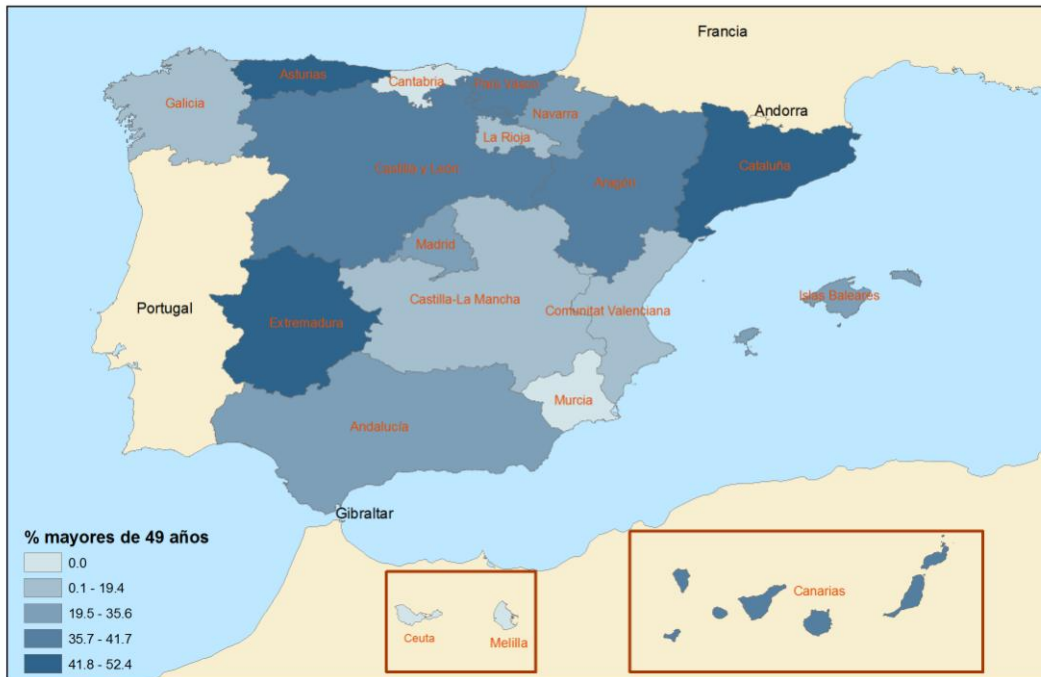 Francia
Asturias
Cantabria
País Vasco
Galicia
Navarra
Andorra
La Rioja
Castilla y León
Cataluña
Aragón
Madrid
Portugal
Castilla-La Mancha
Islas Baleares
Comunitat Valenciana
Extremadura
Murcia
Andalucía
Gibraltar
% mayores de 49 años
0.0
0.1 - 19.4
19.5 - 35.6
35.7 - 41.7
41.8 - 52.4
Ceuta
Melilla
Canarias